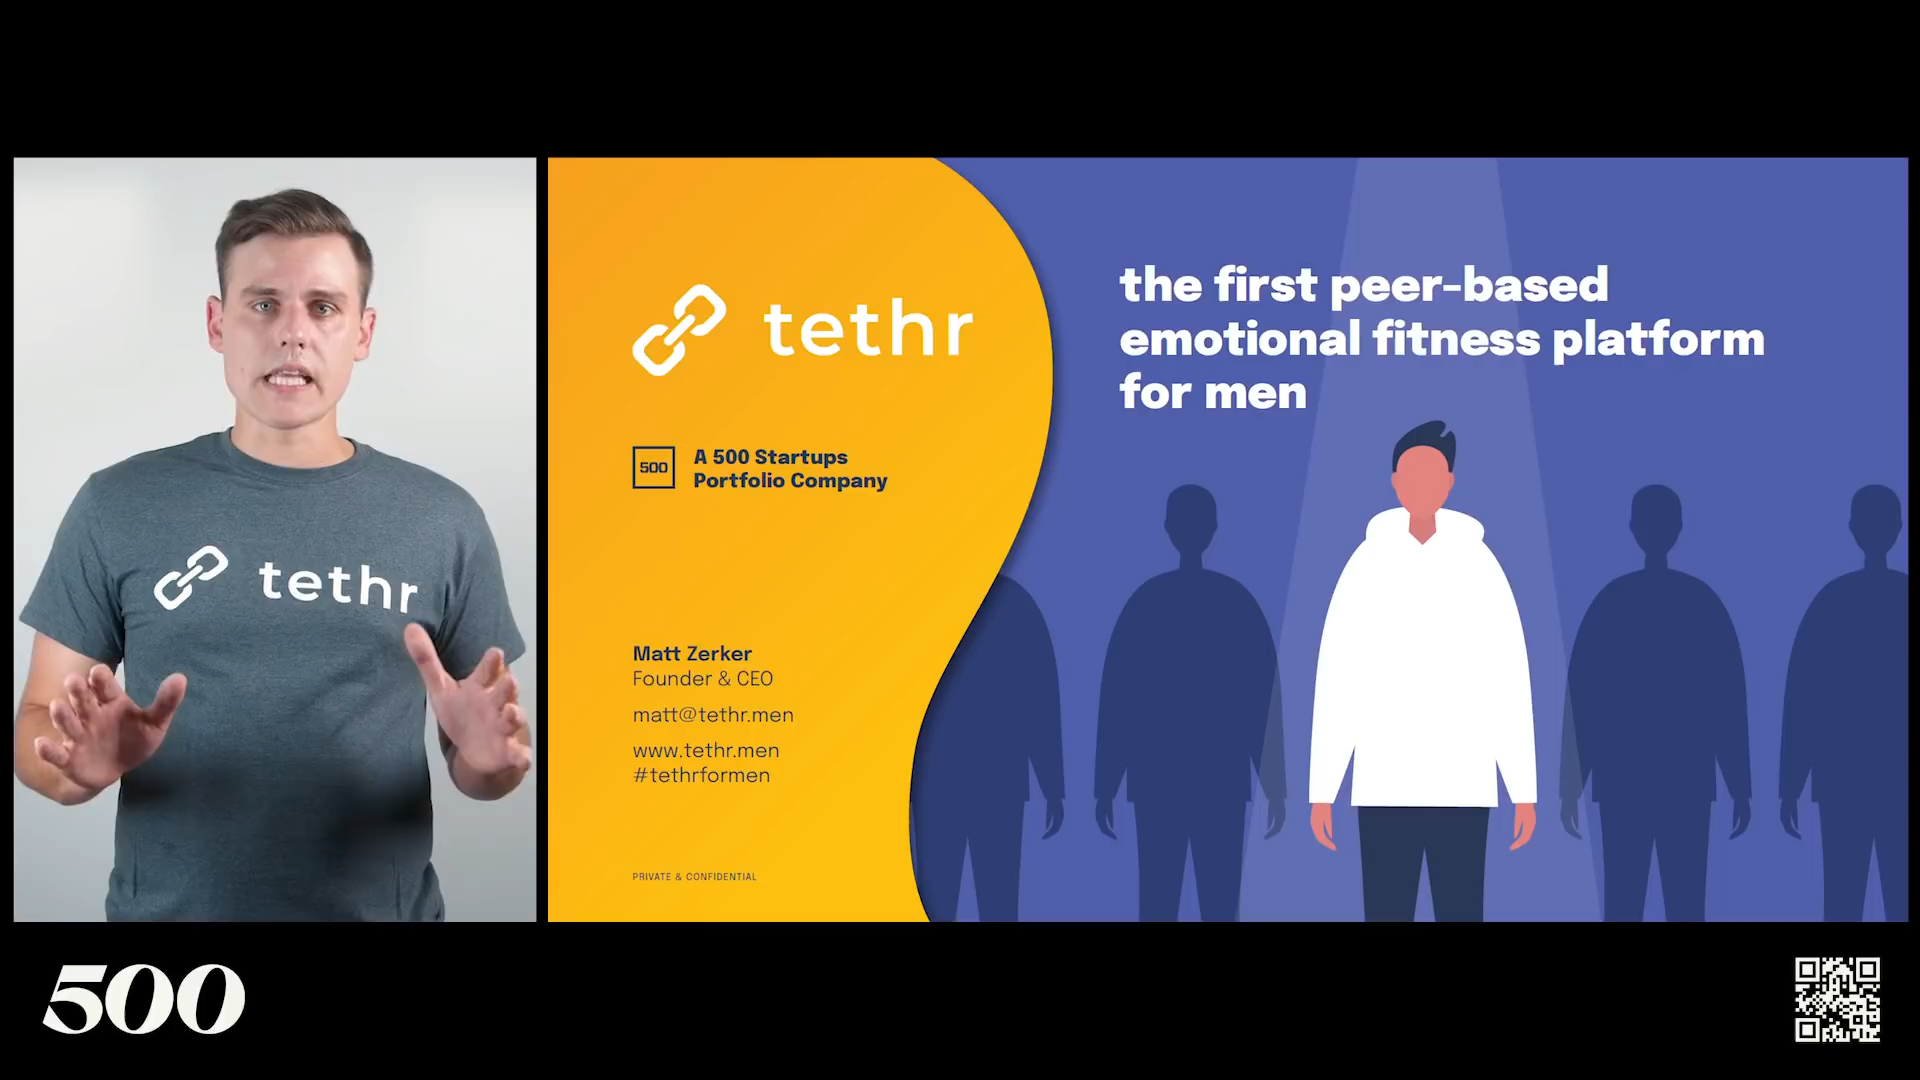 tethr
tethr
500
A 500 Startups
Portfolio Company
Matt Zerker
Founder & CEO
matt@tethr.men
www.tethr.men
#tethrformen
PRIVATE & CONFIDENTIAL
the first peer-based
emotional fitness platform
for men
500